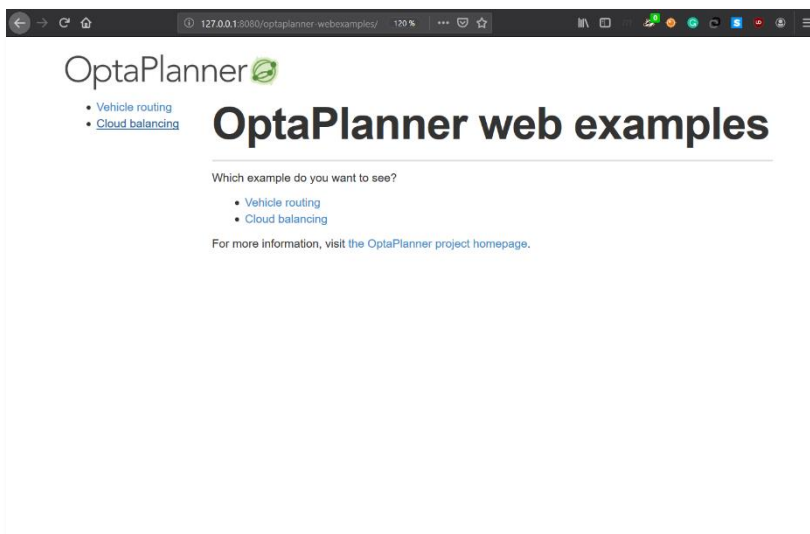 127.0.0.1:8080/optaplanner-webexamples/ 120 %
OptaPlanner
Vehicle routing
Cloud balancing
OptaPlanner web examples
Which example do you want to see?
Vehicle routing
Cloud balancing
For more information, visit the OptaPlanner project homepage.